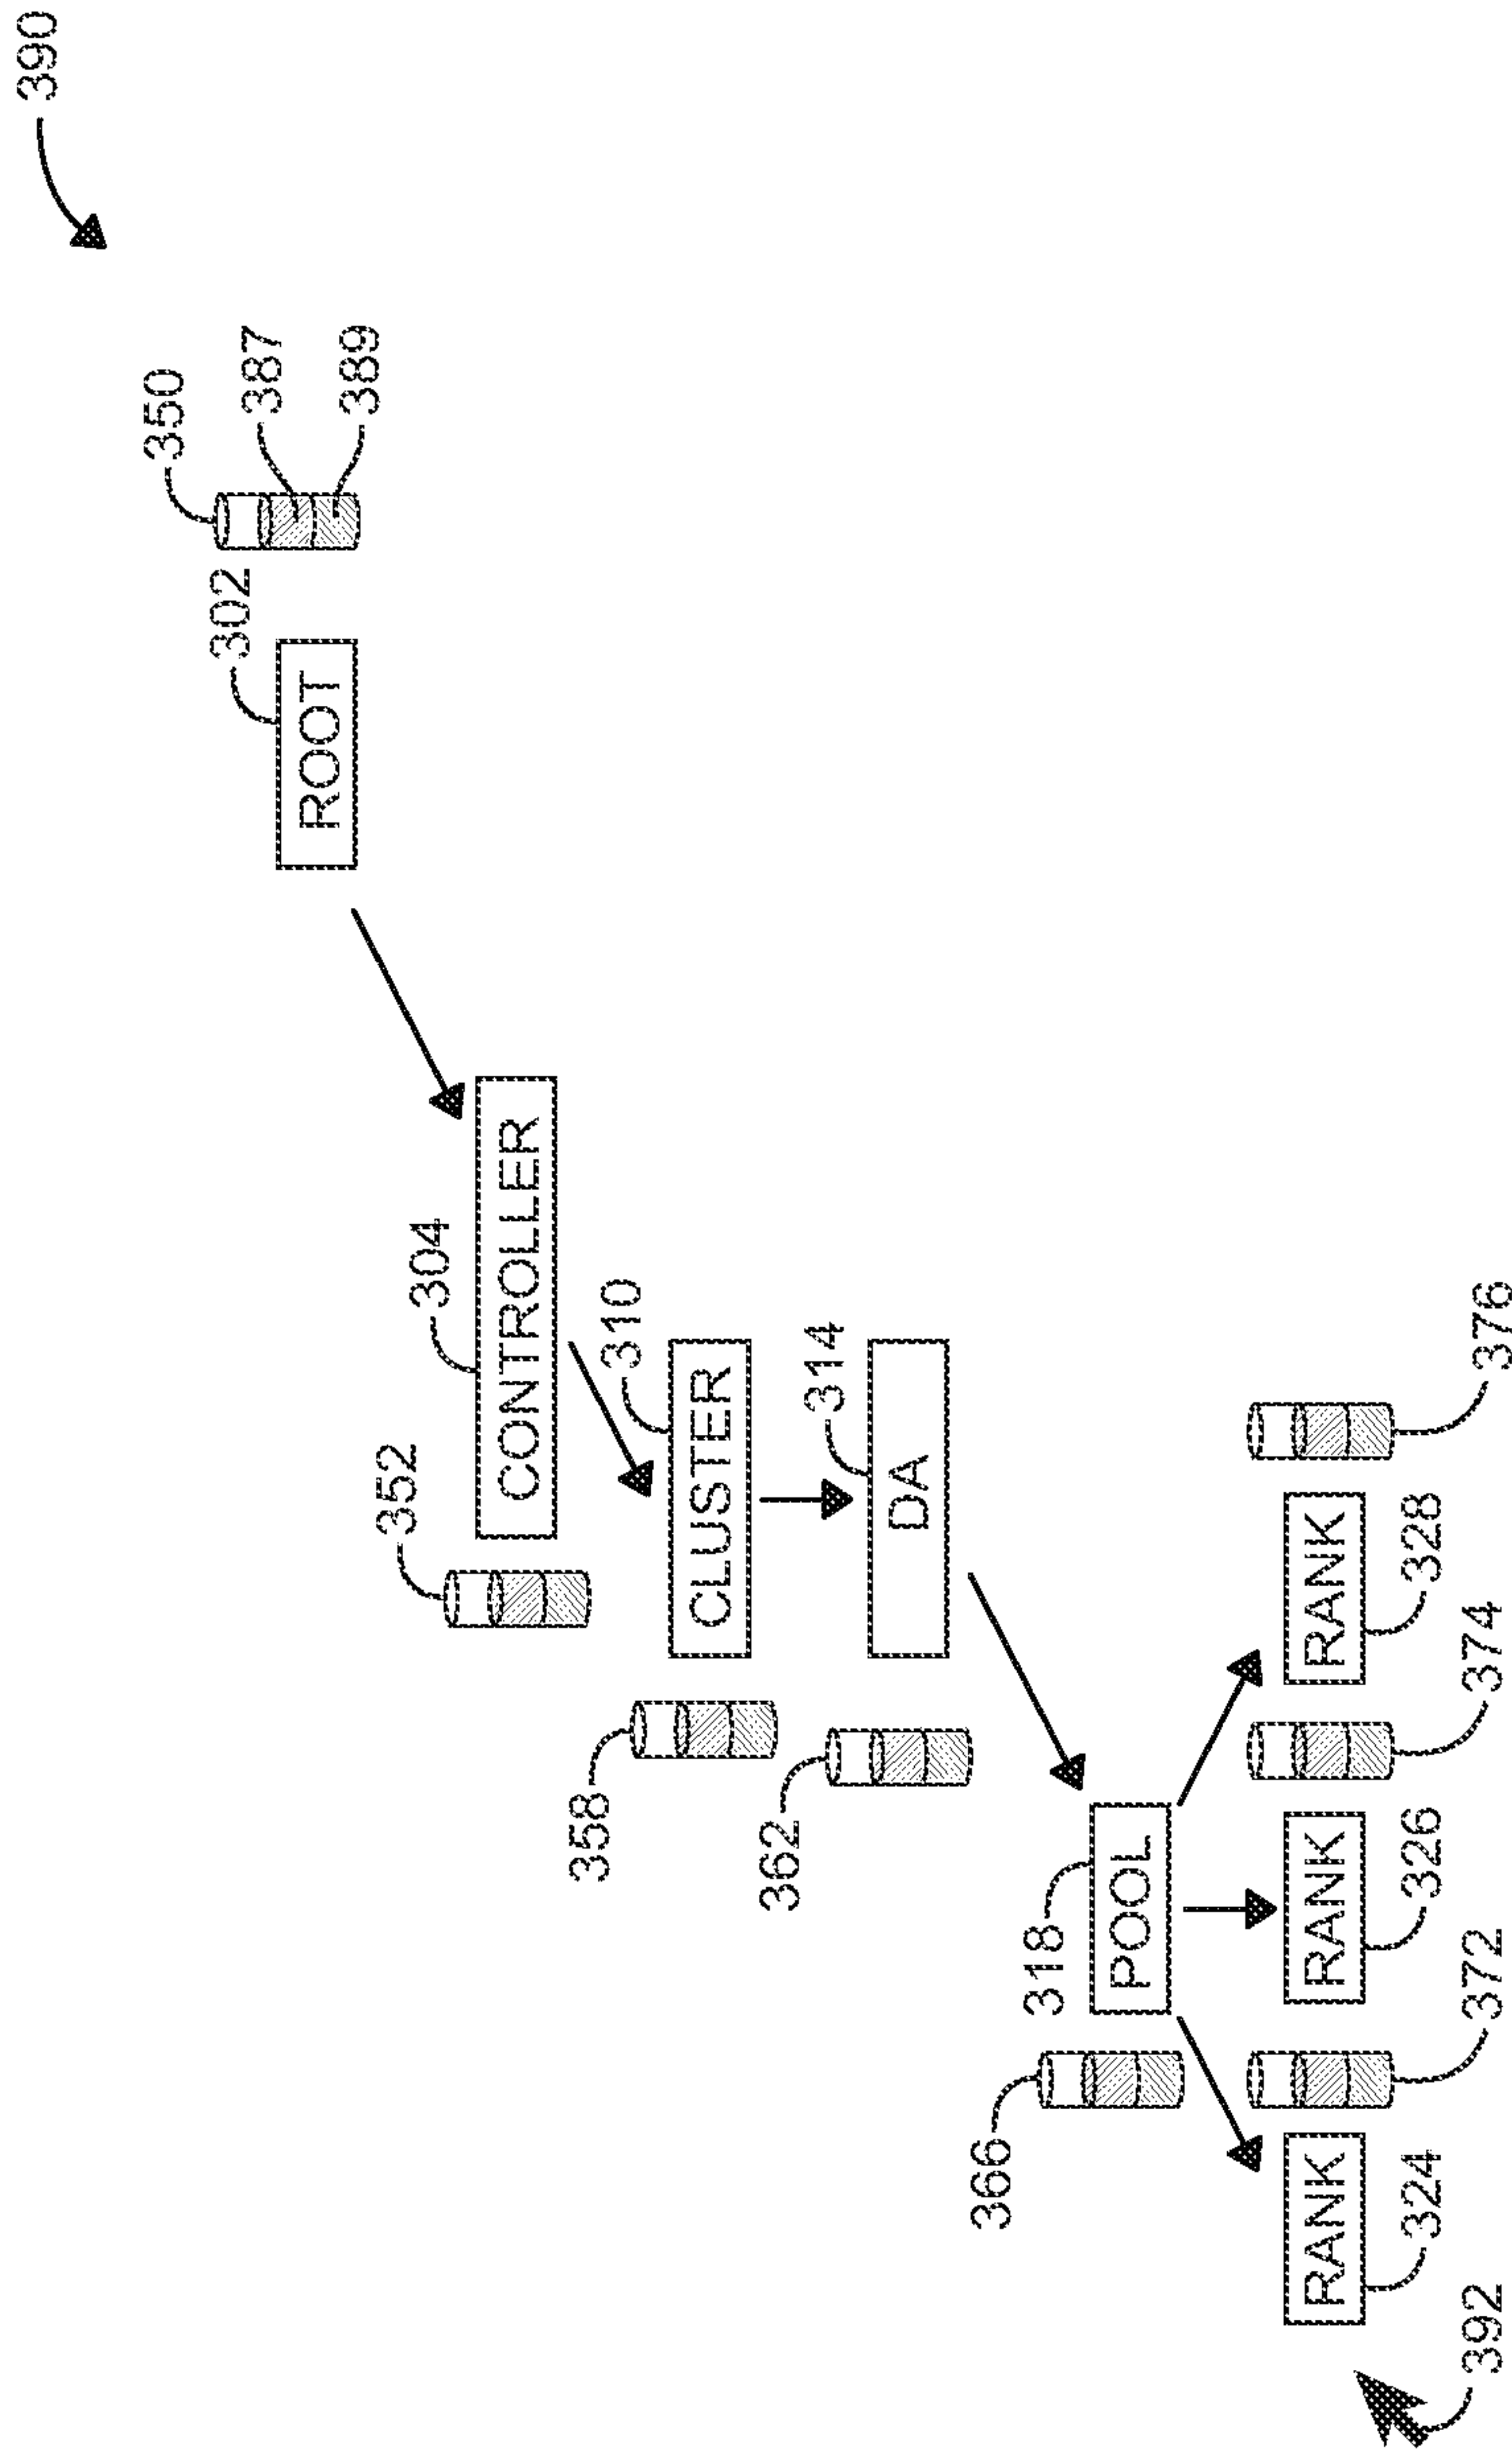 390
350
387
389
302
ROOT
304
CONTROLLER
352
310
CLUSTER
358
314
DA
362
318
POOL
366
RANK
RANK
RANK
324
372
326
374
328
376
392